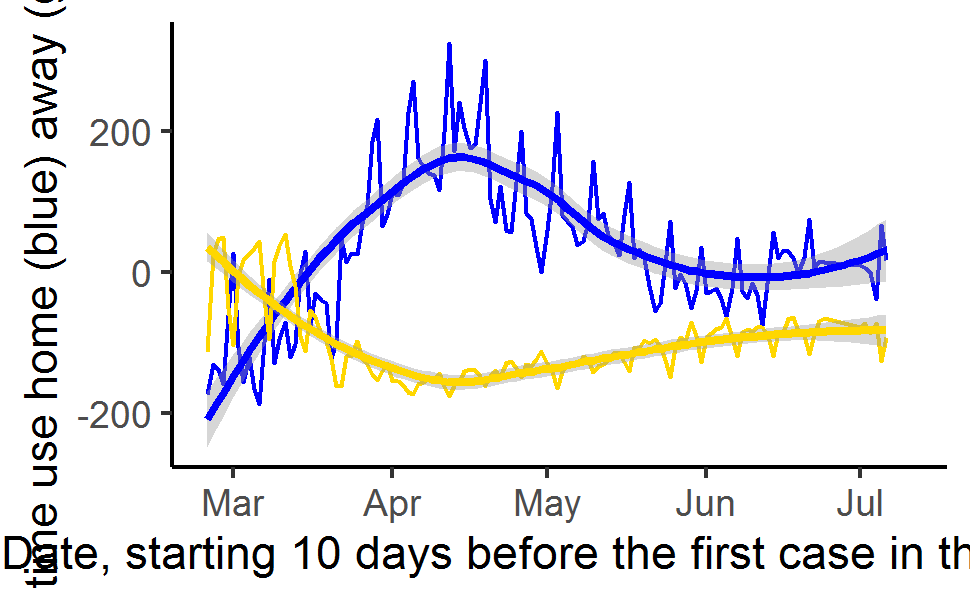 time use home (blue) away (
200
0
-200
Mar Apr May Jun Jul
Date, starting 10 days before the first case in th